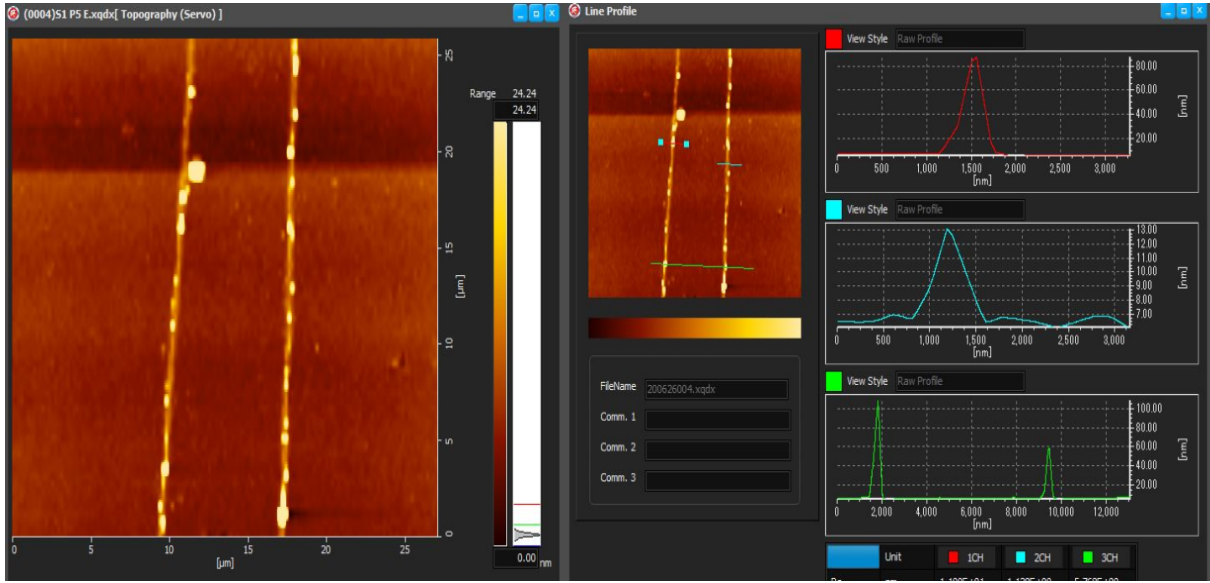 (0004)S1 P5 E.xqdx[ Topography (Servo) ]
Range 24.24
24.24
25
20
15
10
5
0
[µm]
0 5 10 15 20 25
[µm]
0.00 nm
Line Profile
FileName 200626004.xqdx
Comm. 1
Comm. 2
Comm. 3
View Style Raw Profile
80.00
60.00
40.00
20.00
[nm]
0 500 1,000 1,500 2,000 2,500 3,000
[nm]
View Style Raw Profile
13.00
12.00
11.00
10.00
9.00
8.00
7.00
[nm]
0 500 1,000 1,500 2,000 2,500 3,000
[nm]
View Style Raw Profile
100.00
80.00
60.00
40.00
20.00
[nm]
0 2,000 4,000 6,000 8,000 10,000 12,000
[nm]
Unit 1CH 2CH 3CH